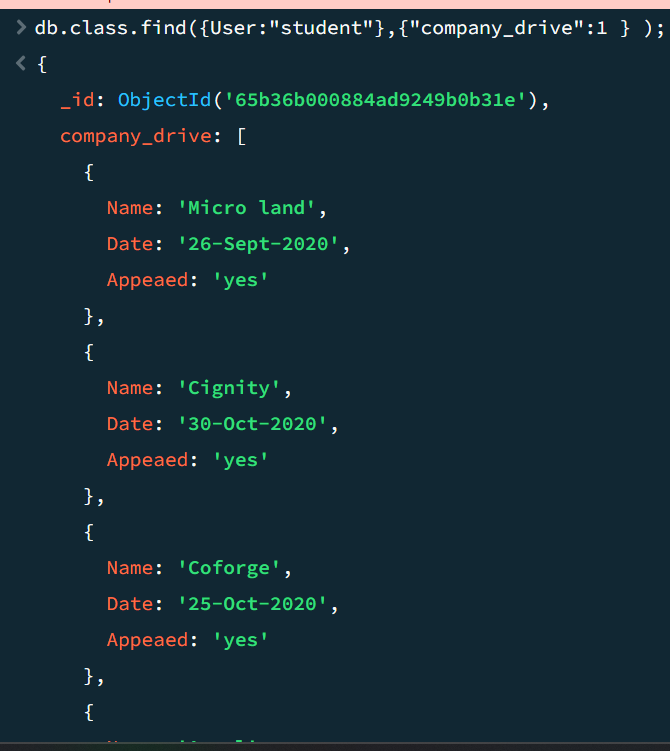 > db.class.find({User:"student"},{"company_drive":1 } );
< {
_id: ObjectId('65b36b000884ad9249b0b31e'),
company_drive: [
{
Name: 'Micro land',
Date: '26-Sept-2020',
Appeaed: 'yes'
},
{
Name: 'Cignity',
Date: '30-Oct-2020',
Appeaed: 'yes'
},
{
Name: 'Coforge',
Date: '25-Oct-2020',
Appeaed: 'yes'
},
{